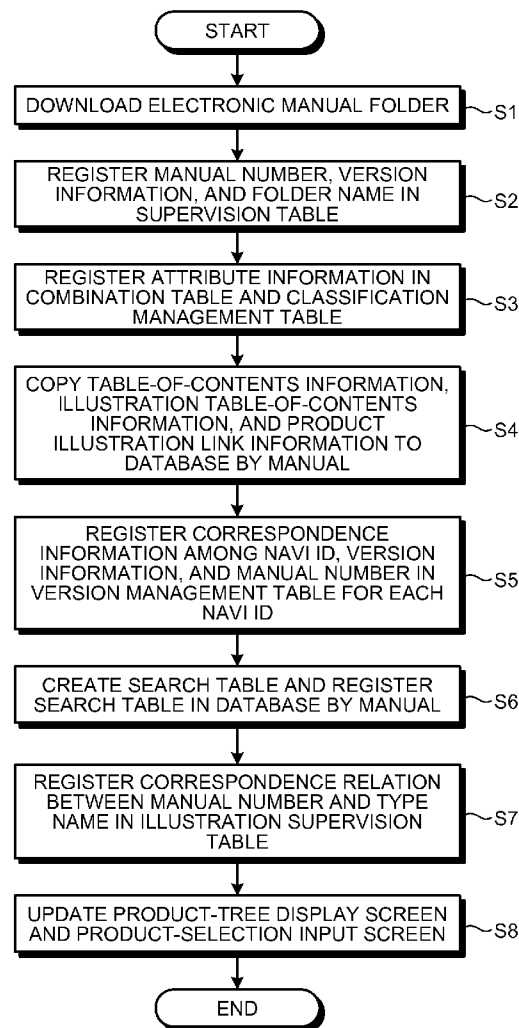 START
DOWNLOAD ELECTRONIC MANUAL FOLDER
S1
REGISTER MANUAL NUMBER, VERSION
INFORMATION, AND FOLDER NAME IN
SUPERVISION TABLE
S2
REGISTER ATTRIBUTE INFORMATION IN
COMBINATION TABLE AND CLASSIFICATION
MANAGEMENT TABLE
S3
COPY TABLE-OF-CONTENTS INFORMATION,
ILLUSTRATION TABLE-OF-CONTENTS
INFORMATION, AND PRODUCT
ILLUSTRATION LINK INFORMATION TO
DATABASE BY MANUAL
S4
REGISTER CORRESPONDENCE
INFORMATION AMONG NAVI ID, VERSION
INFORMATION, AND MANUAL NUMBER IN
VERSION MANAGEMENT TABLE FOR EACH
NAVI ID
S5
CREATE SEARCH TABLE AND REGISTER
SEARCH TABLE IN DATABASE BY MANUAL
S6
REGISTER CORRESPONDENCE RELATION
BETWEEN MANUAL NUMBER AND TYPE
NAME IN ILLUSTRATION SUPERVISION
TABLE
S7
UPDATE PRODUCT-TREE DISPLAY SCREEN
AND PRODUCT-SELECTION INPUT SCREEN
S8
END